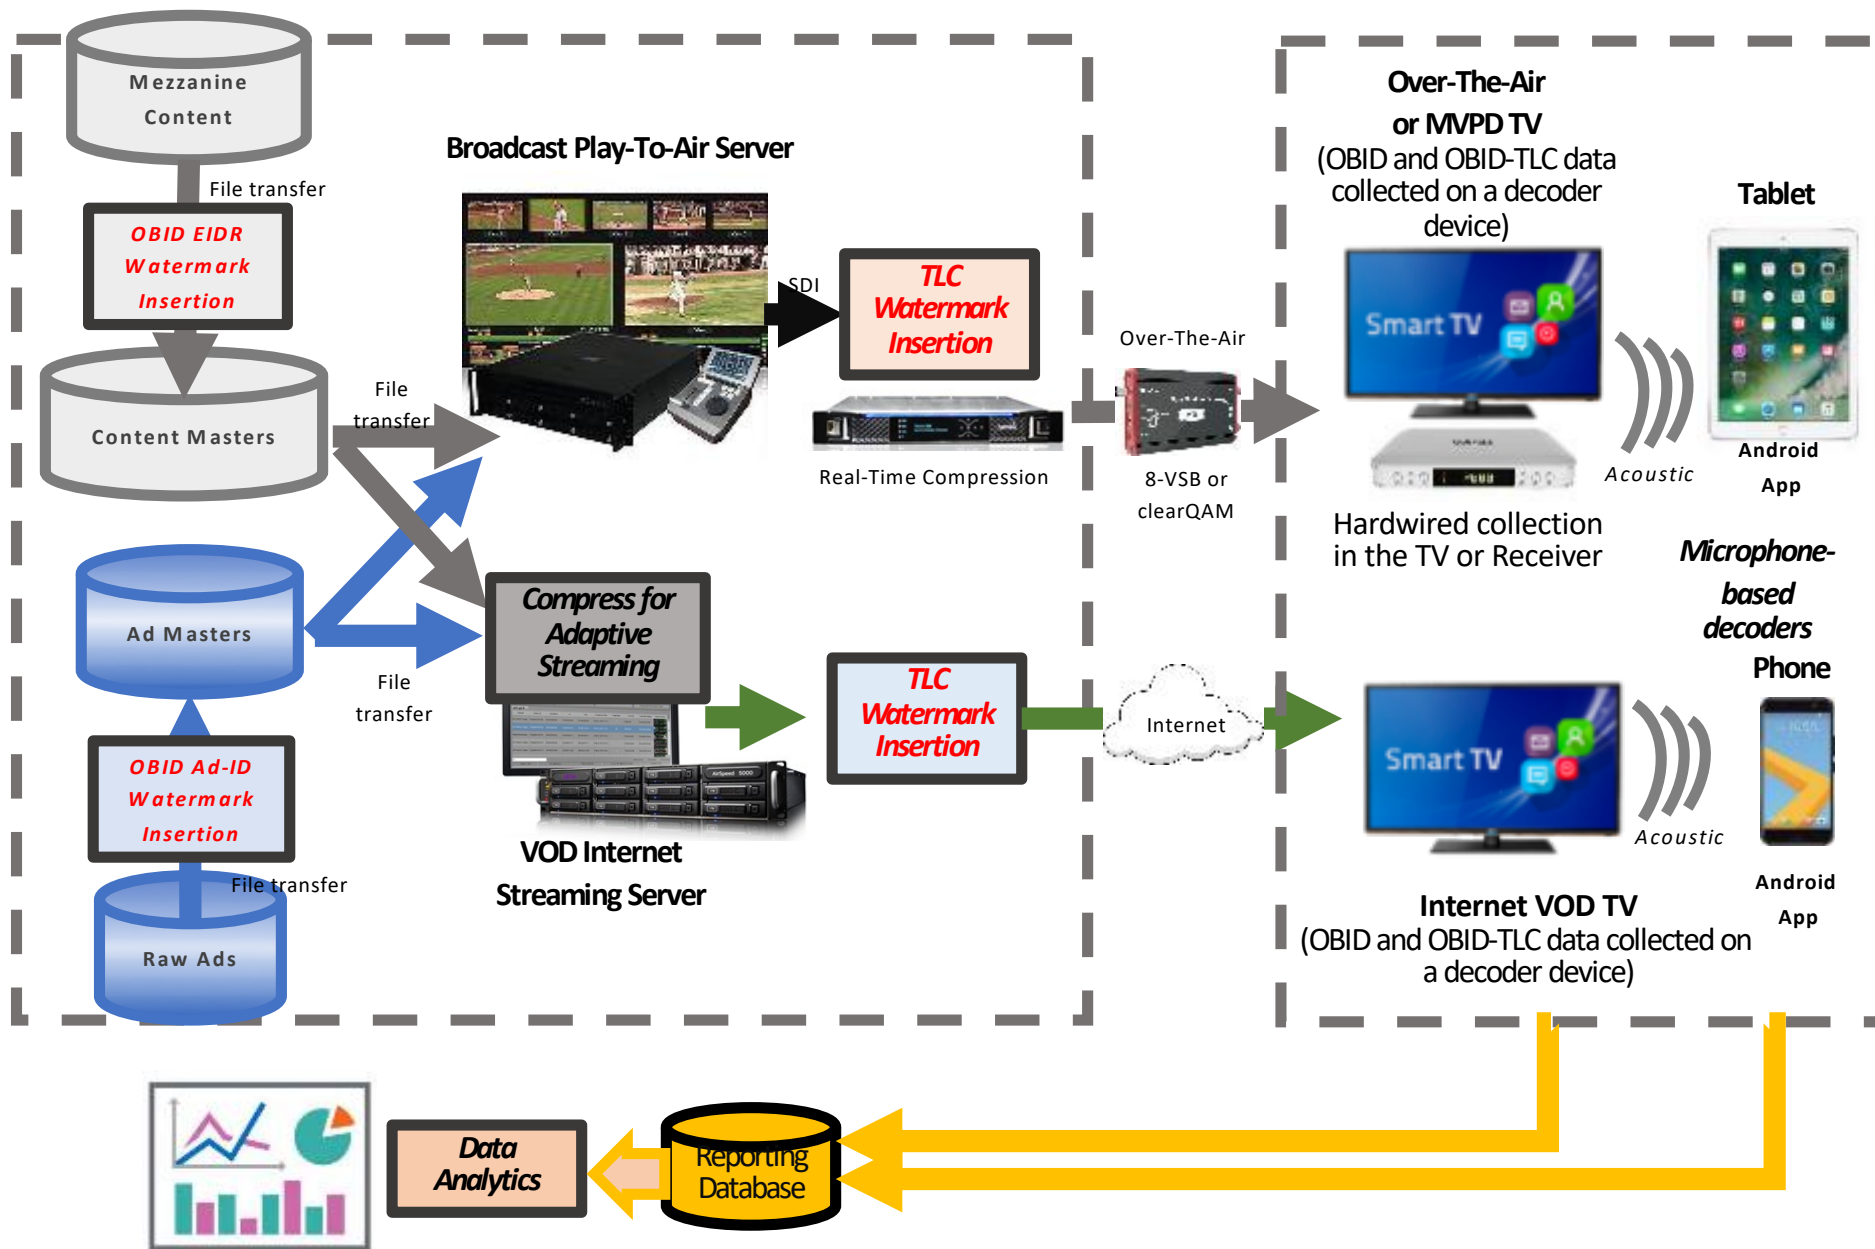 Mezzanine
Content
File transfer
OBID EIDR
Watermark
Insertion
Content Masters
File
transfer
Broadcast Play-To-Air Server
SDI
TLC
Watermark
Insertion
Real-Time Compression
Over-The-Air
8-VSB or
clearQAM
Over-The-Air
or MVPD TV
(OBID and OBID-TLC data
collected on a decoder
device)
Smart TV
Hardwired collection
in the TV or Receiver
Acoustic
Tablet
Android
App
Microphone-
based
decoders
Phone
Ad Masters
File
transfer
OBID Ad-ID
Watermark
Insertion
File transfer
Raw Ads
Compress for
Adaptive
Streaming
AirSpeed 5000
VOD Internet
Streaming Server
TLC
Watermark
Insertion
Internet
Smart TV
Acoustic
Android
App
Internet VOD TV
(OBID and OBID-TLC data collected on
a decoder device)
Data
Analytics
Reporting
Database